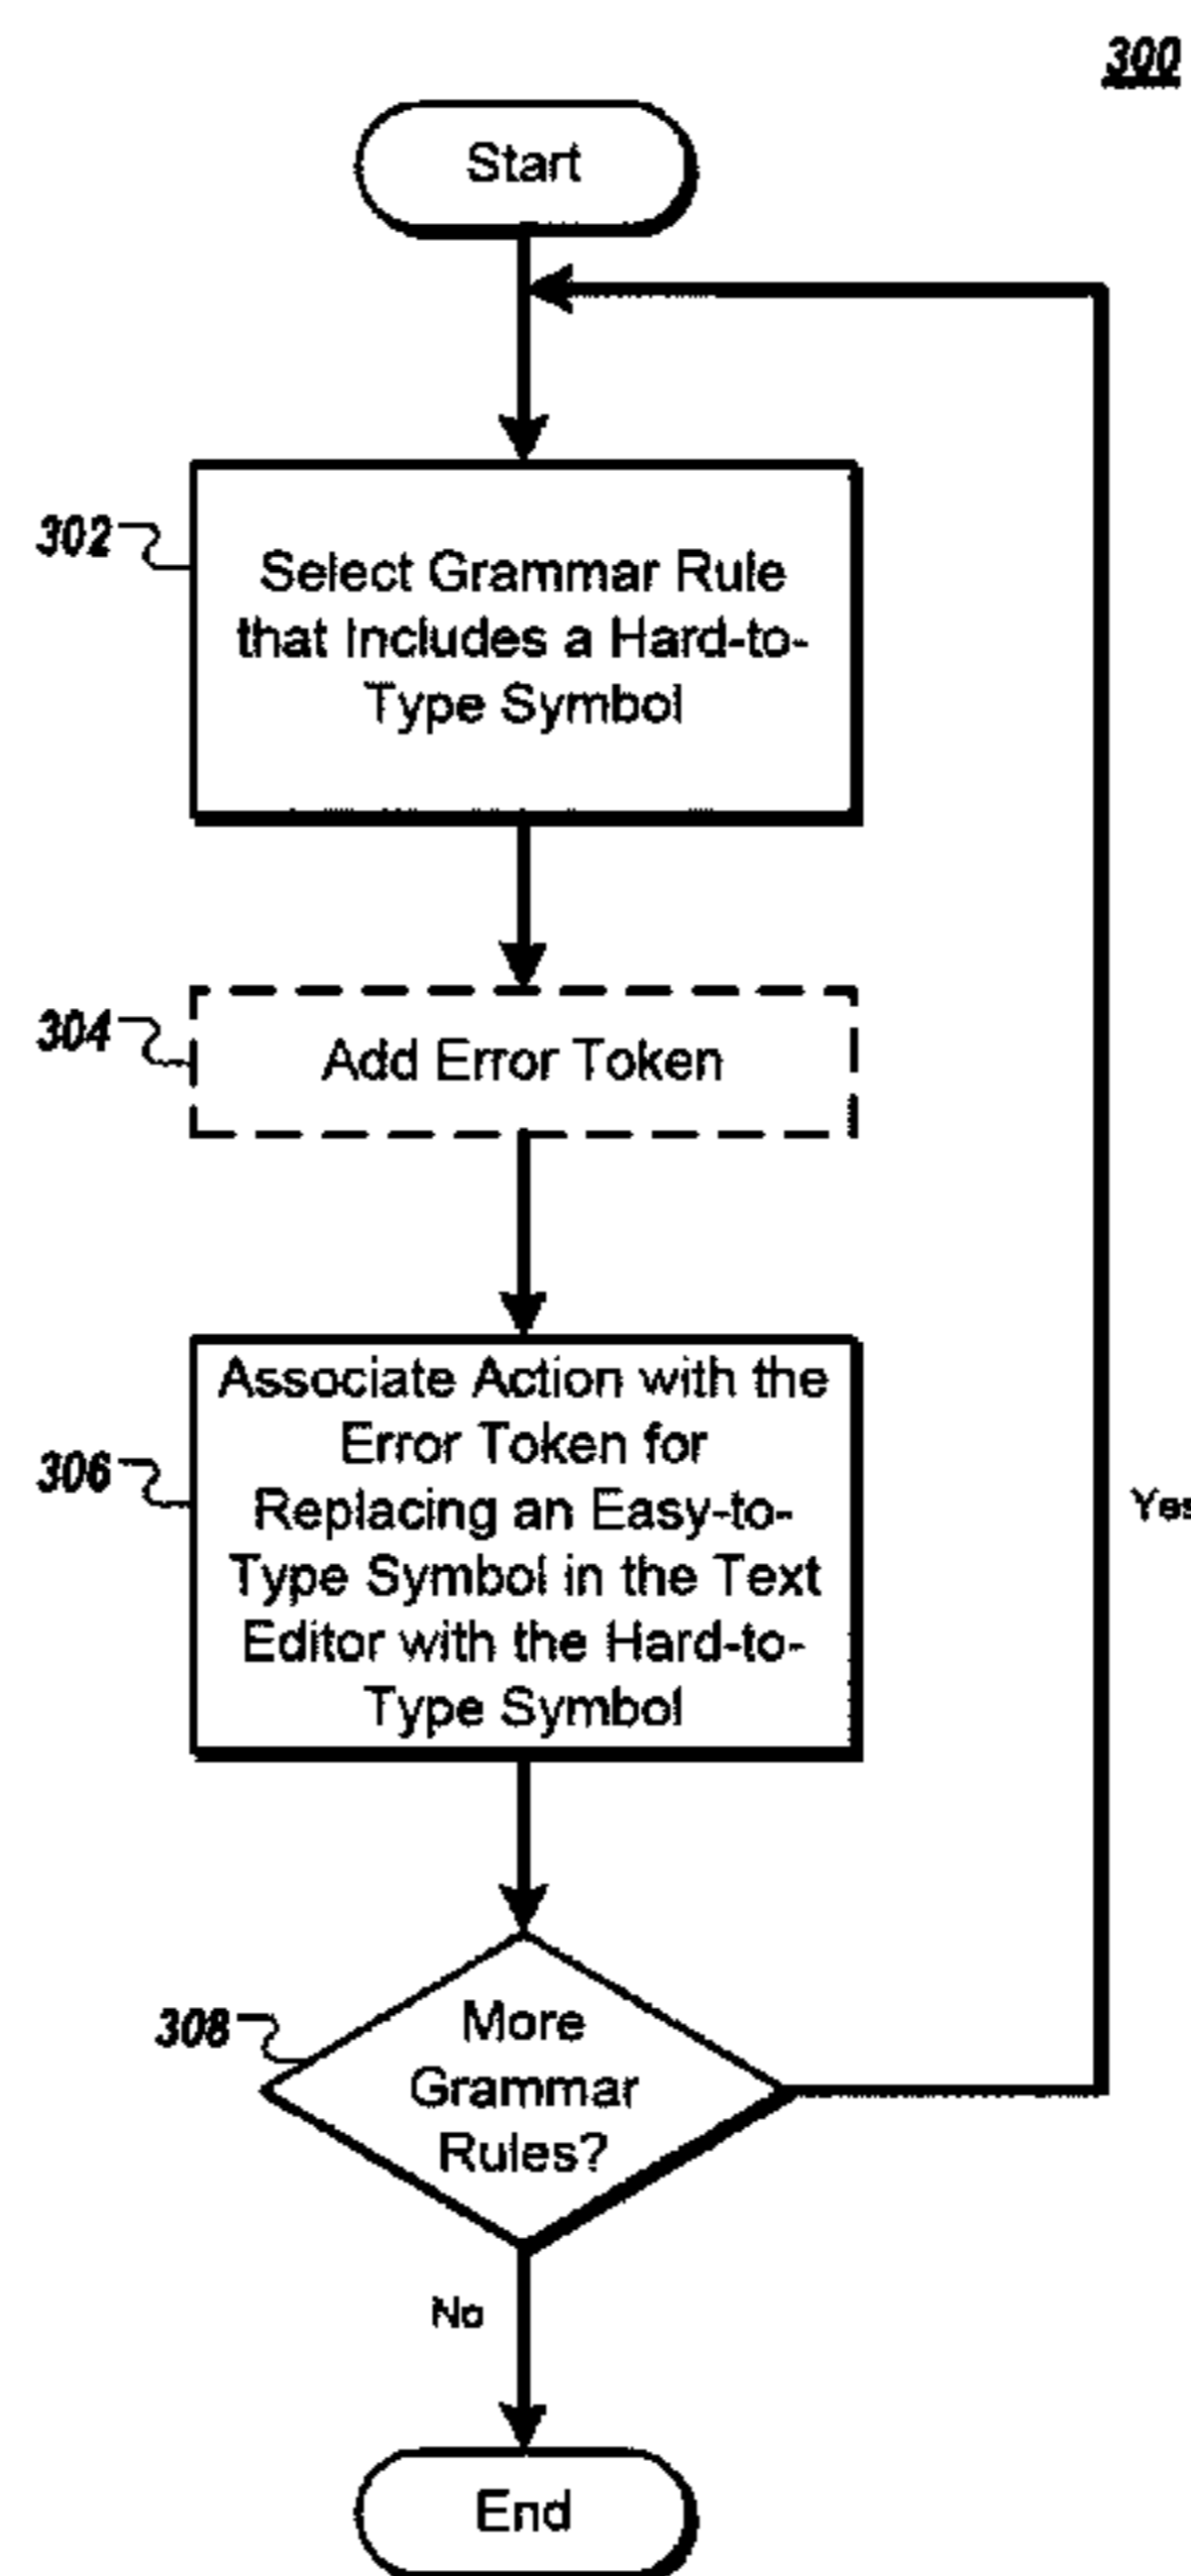 300
Start
302
Select Grammar Rule
that Includes a Hard-to-
Type Symbol
304
Add Error Token
306
Associate Action with the
Error Token for
Replacing an Easy-to-
Type Symbol in the Text
Editor with the Hard-to-
Type Symbol
Yes
308
More
Grammar
Rules?
No
End